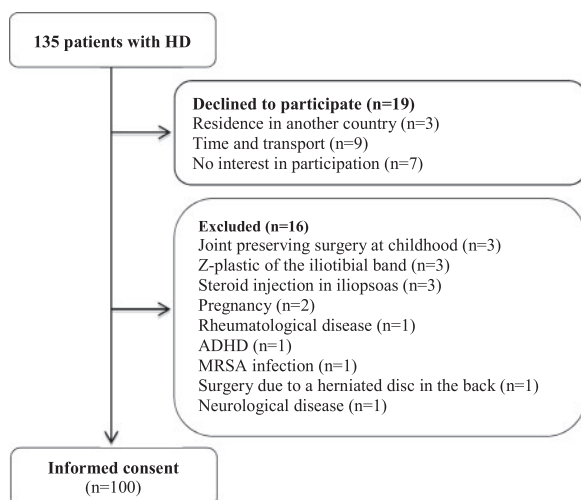 135 patients with HD
Declined to participate (n=19)
Residence in another country (n=3)
Time and transport (n=9)
No interest in participation (n=7)
Excluded (n=16)
Joint preserving surgery at childhood (n=3)
Z-plastic of the iliotibial band (n=3)
Steroid injection in iliopsoas (n=3)
Pregnancy (n=2)
Rheumatological disease (n=1)
ADHD (n=1)
MRSA infection (n=1)
Surgery due to a herniated disc in the back (n=1)
Neurological disease (n=1)
Informed consent
(n=100)